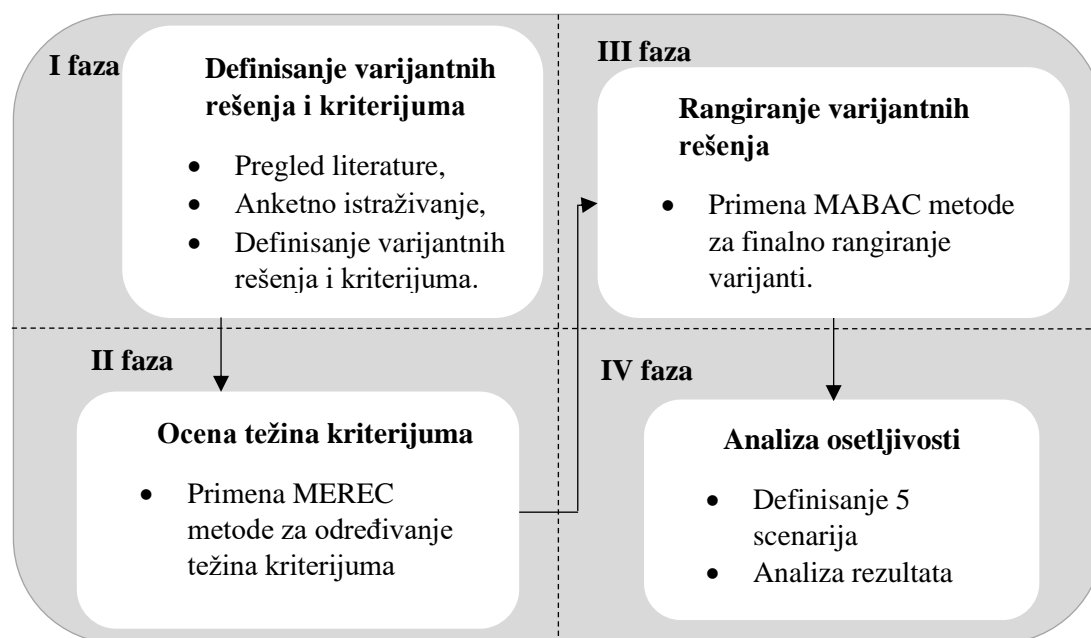 I faza
Definisanje varijantnih
rešenja i kriterijuma
• Pregled literature,
• Anketno istraživanje,
• Definisanje varijantnih
rešenja i kriterijuma.
II faza
Ocena težina kriterijuma
• Primena MEREC
metode za određivanje
težina kriterijuma
III faza
Rangiranje varijantnih
rešenja
• Primena MABAC metode
za finalno rangiranje
varijanti.
IV faza
Analiza osetljivosti
• Definisanje 5
scenarija
• Analiza rezultata